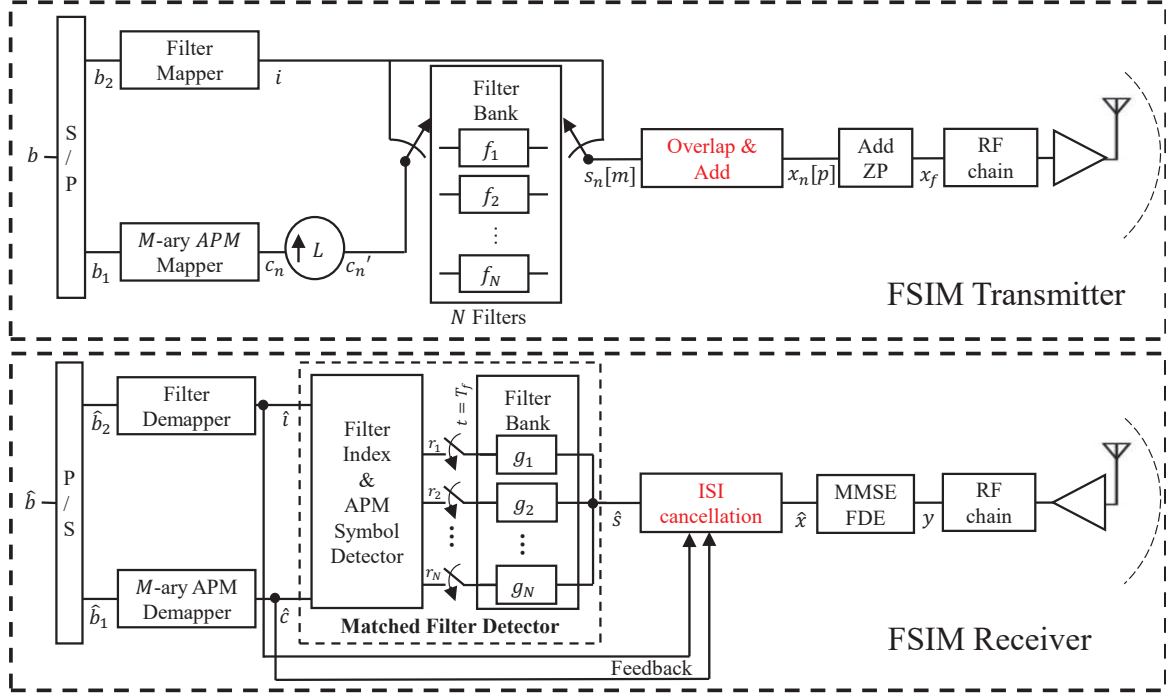 S
/
P
b
b₂
Filter
Mapper
i
Filter
Bank
f₁
f₂
⋮
f_N
N Filters
b₁
M-ary APM
Mapper
c_n
L
c_n′
s_n[m]
Overlap &
Add
x_n[p]
Add
ZP
x_f
RF
chain
FSIM Transmitter
P
/
S
b̂
b̂₂
Filter
Demapper
î
b̂₁
M-ary APM
Demapper
ĉ
Filter
Index
&
APM
Symbol
Detector
r₁
r₂
⋮
r_N
t = T_f
Filter
Bank
g₁
g₂
⋮
g_N
Matched Filter Detector
ŝ
ISI
cancellation
x̂
MMSE
FDE
y
RF
chain
Feedback
FSIM Receiver